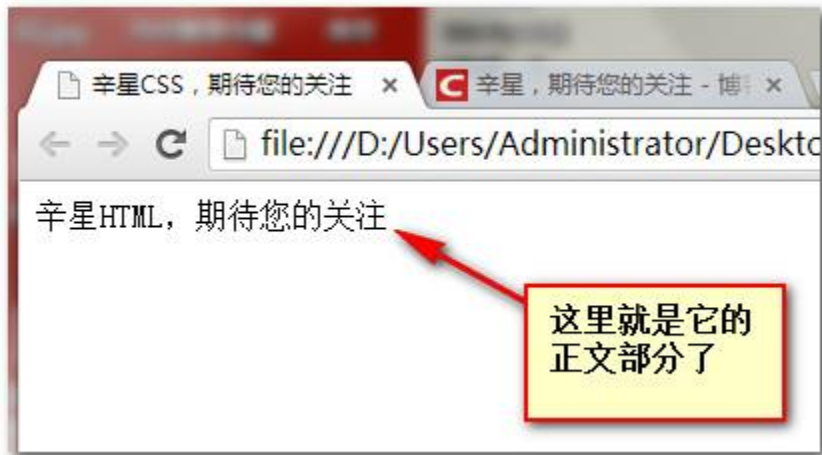 辛星CSS，期待您的关注
辛星，期待您的关注 - 博
file:///D:/Users/Administrator/Deskto
辛星HTML，期待您的关注
这里就是它的
正文部分了